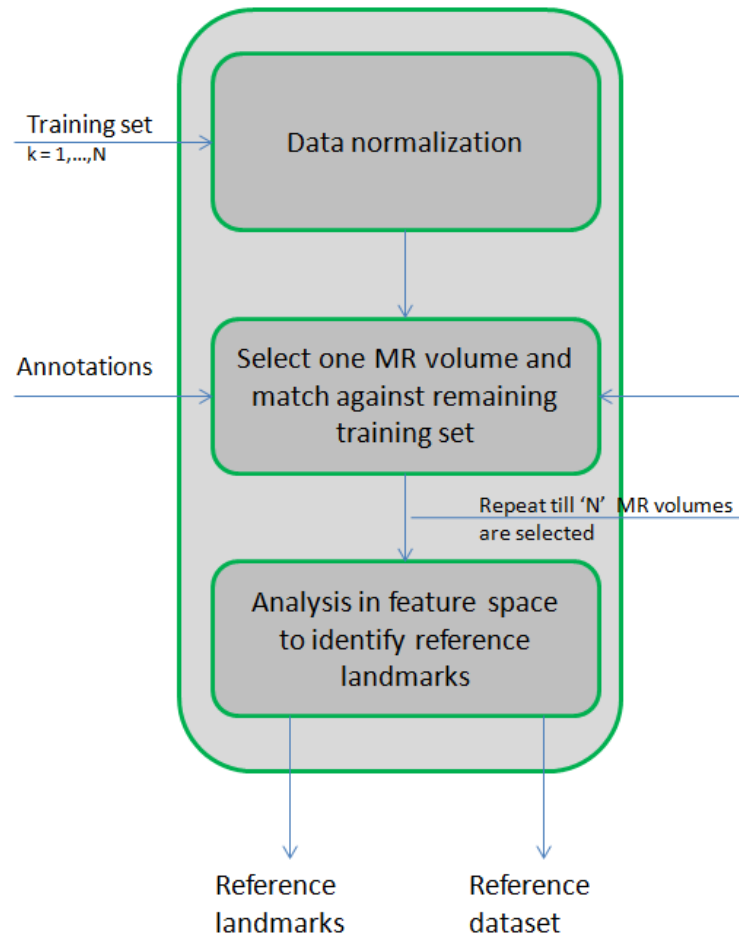 Training set
k = 1,...,N
Data normalization
Annotations
Select one MR volume and
match against remaining
training set
Repeat till ‘N’ MR volumes
are selected
Analysis in feature space
to identify reference
landmarks
Reference
landmarks
Reference
dataset